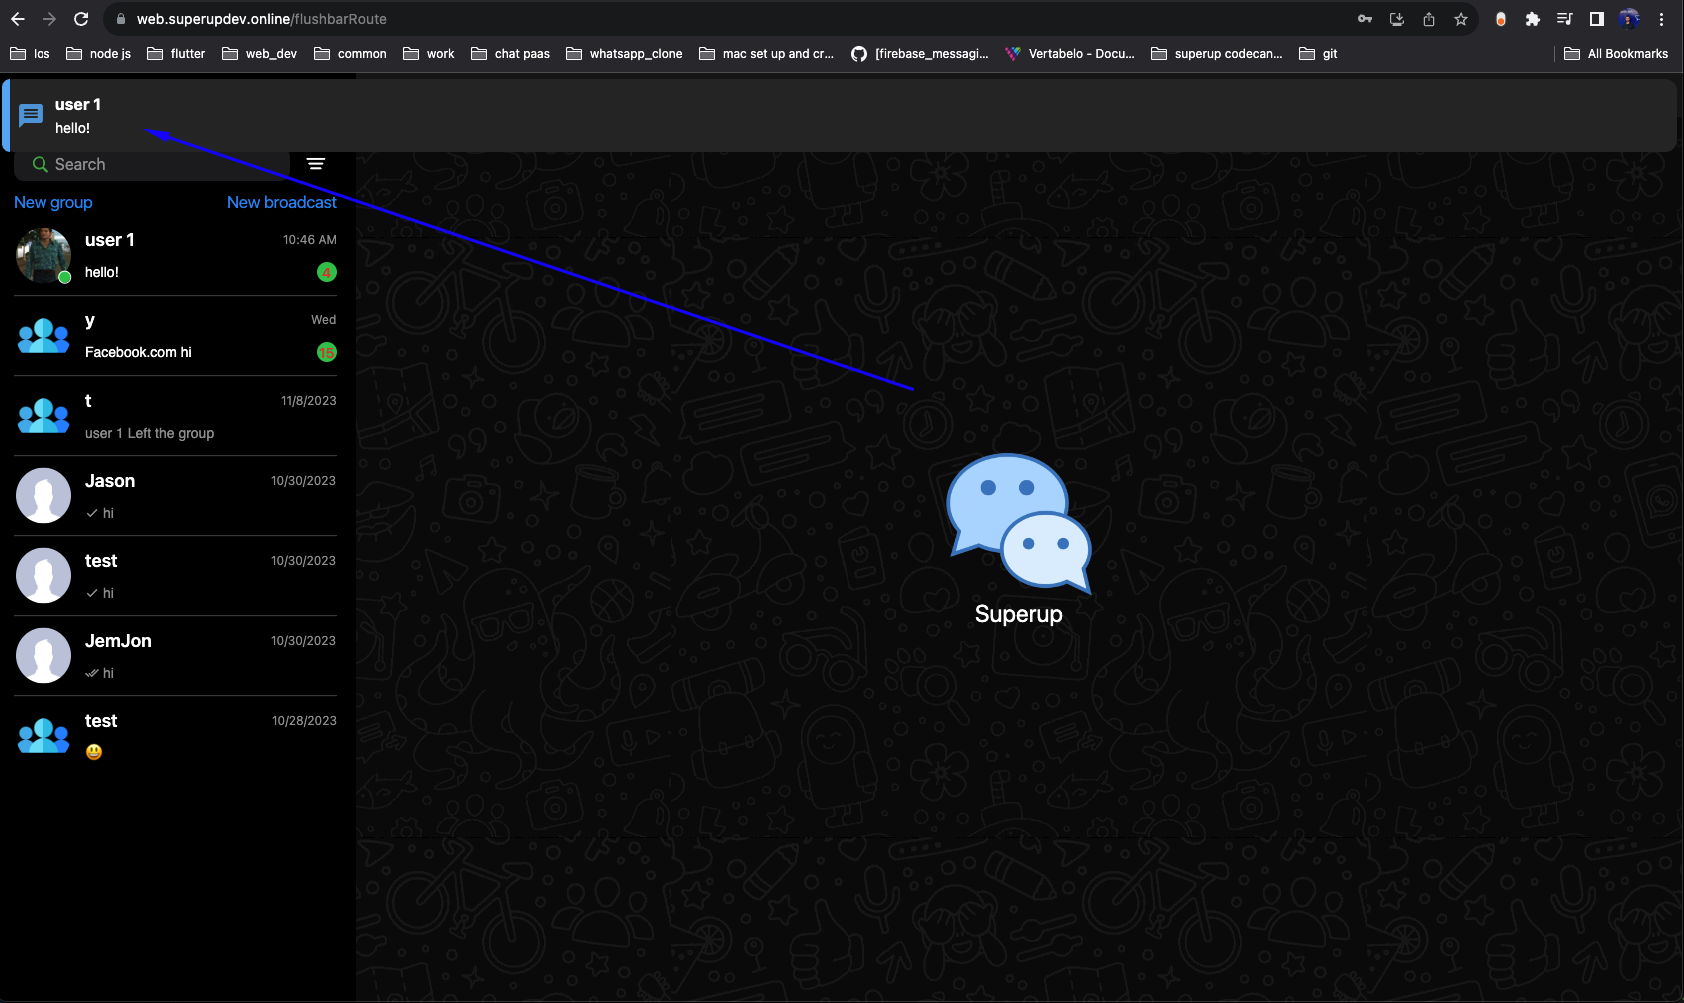 web.superupdev.online/flushbarRoute
lcs
node js
flutter
web_dev
common
work
chat paas
whatsapp_clone
mac set up and cr...
[firebase_messagi...
Vertabelo - Docu...
superup codecan...
git
All Bookmarks
user 1
hello!
Search
New group
New broadcast
user 1
10:46 AM
hello!
4
y
Wed
Facebook.com hi
15
t
11/8/2023
user 1 Left the group
Jason
10/30/2023
hi
test
10/30/2023
hi
JemJon
10/30/2023
hi
test
10/28/2023
Superup